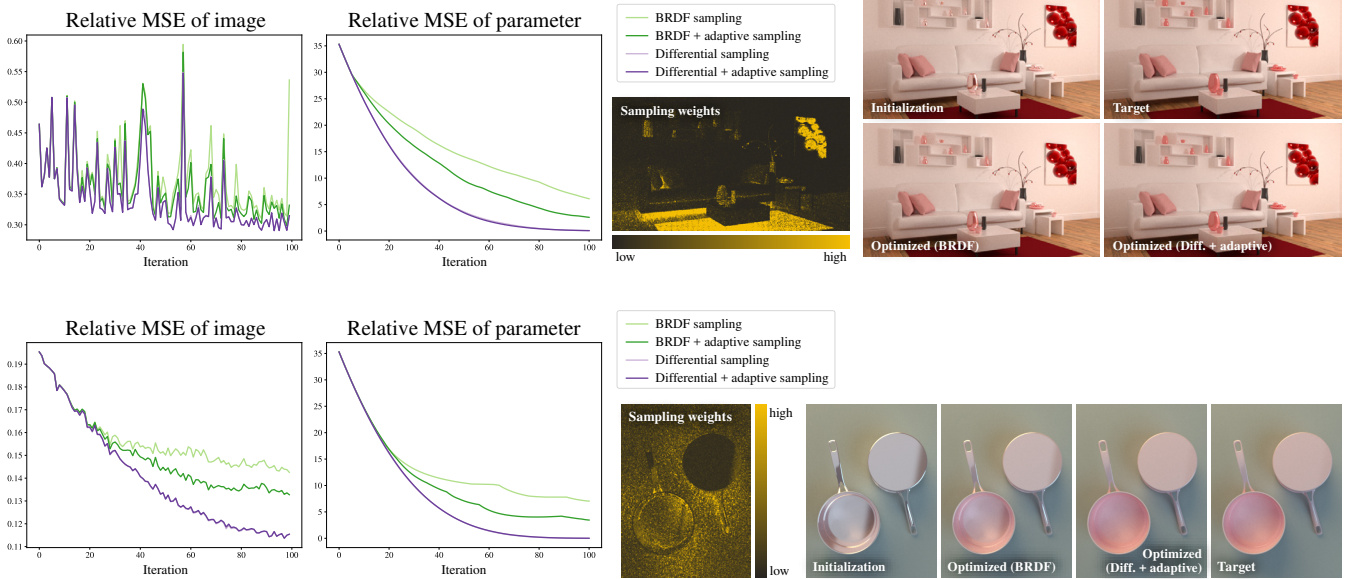 Relative MSE of image
0.60
0.55
0.50
0.45
0.40
0.35
0.30
0
20
40
60
80
100
Iteration
Relative MSE of parameter
35
30
25
20
15
10
5
0
0
20
40
60
80
100
Iteration
BRDF sampling
BRDF + adaptive sampling
Differential sampling
Differential + adaptive sampling
Sampling weights
low
high
Initialization
Target
Optimized (BRDF)
Optimized (Diff. + adaptive)
Relative MSE of image
0.19
0.18
0.17
0.16
0.15
0.14
0.13
0.12
0.11
0
20
40
60
80
100
Iteration
Relative MSE of parameter
35
30
25
20
15
10
5
0
0
20
40
60
80
100
Iteration
BRDF sampling
BRDF + adaptive sampling
Differential sampling
Differential + adaptive sampling
Sampling weights
high
low
Initialization
Optimized (BRDF)
Optimized
(Diff. + adaptive)
Target